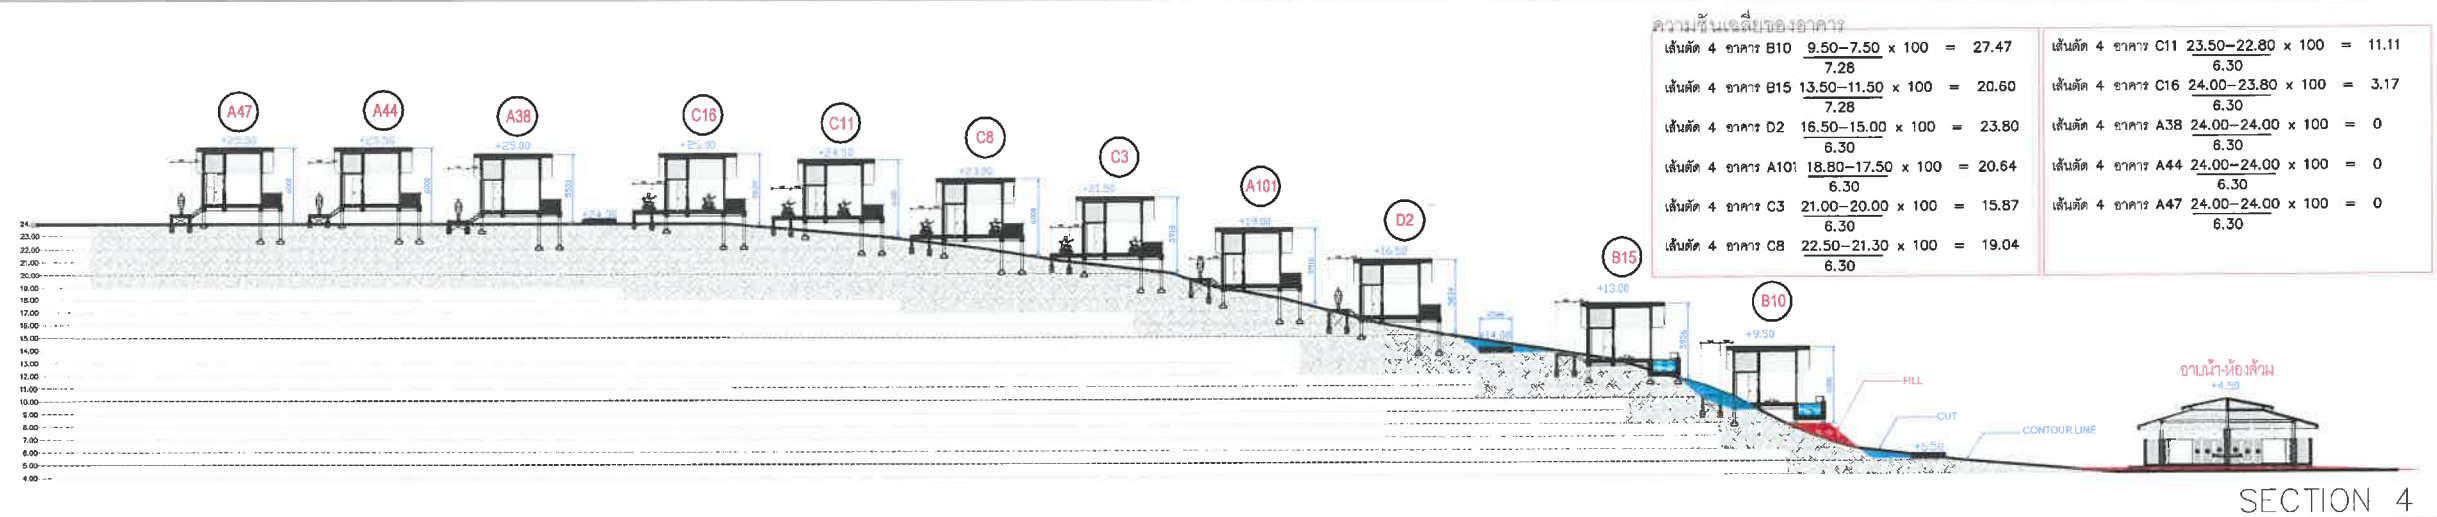 ความชันเฉลี่ยของอาคาร
เส้นตัด 4 อาคาร B10 9.50-7.50 x 100 = 27.47
7.28
เส้นตัด 4 อาคาร B15 13.50-11.50 x 100 = 20.60
7.28
เส้นตัด 4 อาคาร D2 16.50-15.00 x 100 = 23.80
6.30
เส้นตัด 4 อาคาร A101 18.80-17.50 x 100 = 20.64
6.30
เส้นตัด 4 อาคาร C3 21.00-20.00 x 100 = 15.87
6.30
เส้นตัด 4 อาคาร C8 22.50-21.30 x 100 = 19.04
6.30
เส้นตัด 4 อาคาร C11 23.50-22.80 x 100 = 11.11
6.30
เส้นตัด 4 อาคาร C16 24.00-23.80 x 100 = 3.17
6.30
เส้นตัด 4 อาคาร A38 24.00-24.00 x 100 = 0
6.30
เส้นตัด 4 อาคาร A44 24.00-24.00 x 100 = 0
6.30
เส้นตัด 4 อาคาร A47 24.00-24.00 x 100 = 0
6.30
A47
A44
A38
+25.00
C16
C11
+24.50
C8
+23.00
C3
+21.50
A101
+19.00
D2
+16.50
B15
+13.00
B10
+9.50
6000
6000
5500
6000
5918
5956
+14.00
+5.50
24.
23.00
22.00
21.00
20.00
19.00
18.00
17.00
16.00
15.00
14.00
13.00
12.00
11.00
10.00
9.00
8.00
7.00
6.00
5.00
4.00
FILL
CUT
CONTOUR LINE
อาบน้ำ-ห้องส้วม
+4.50
SECTION 4